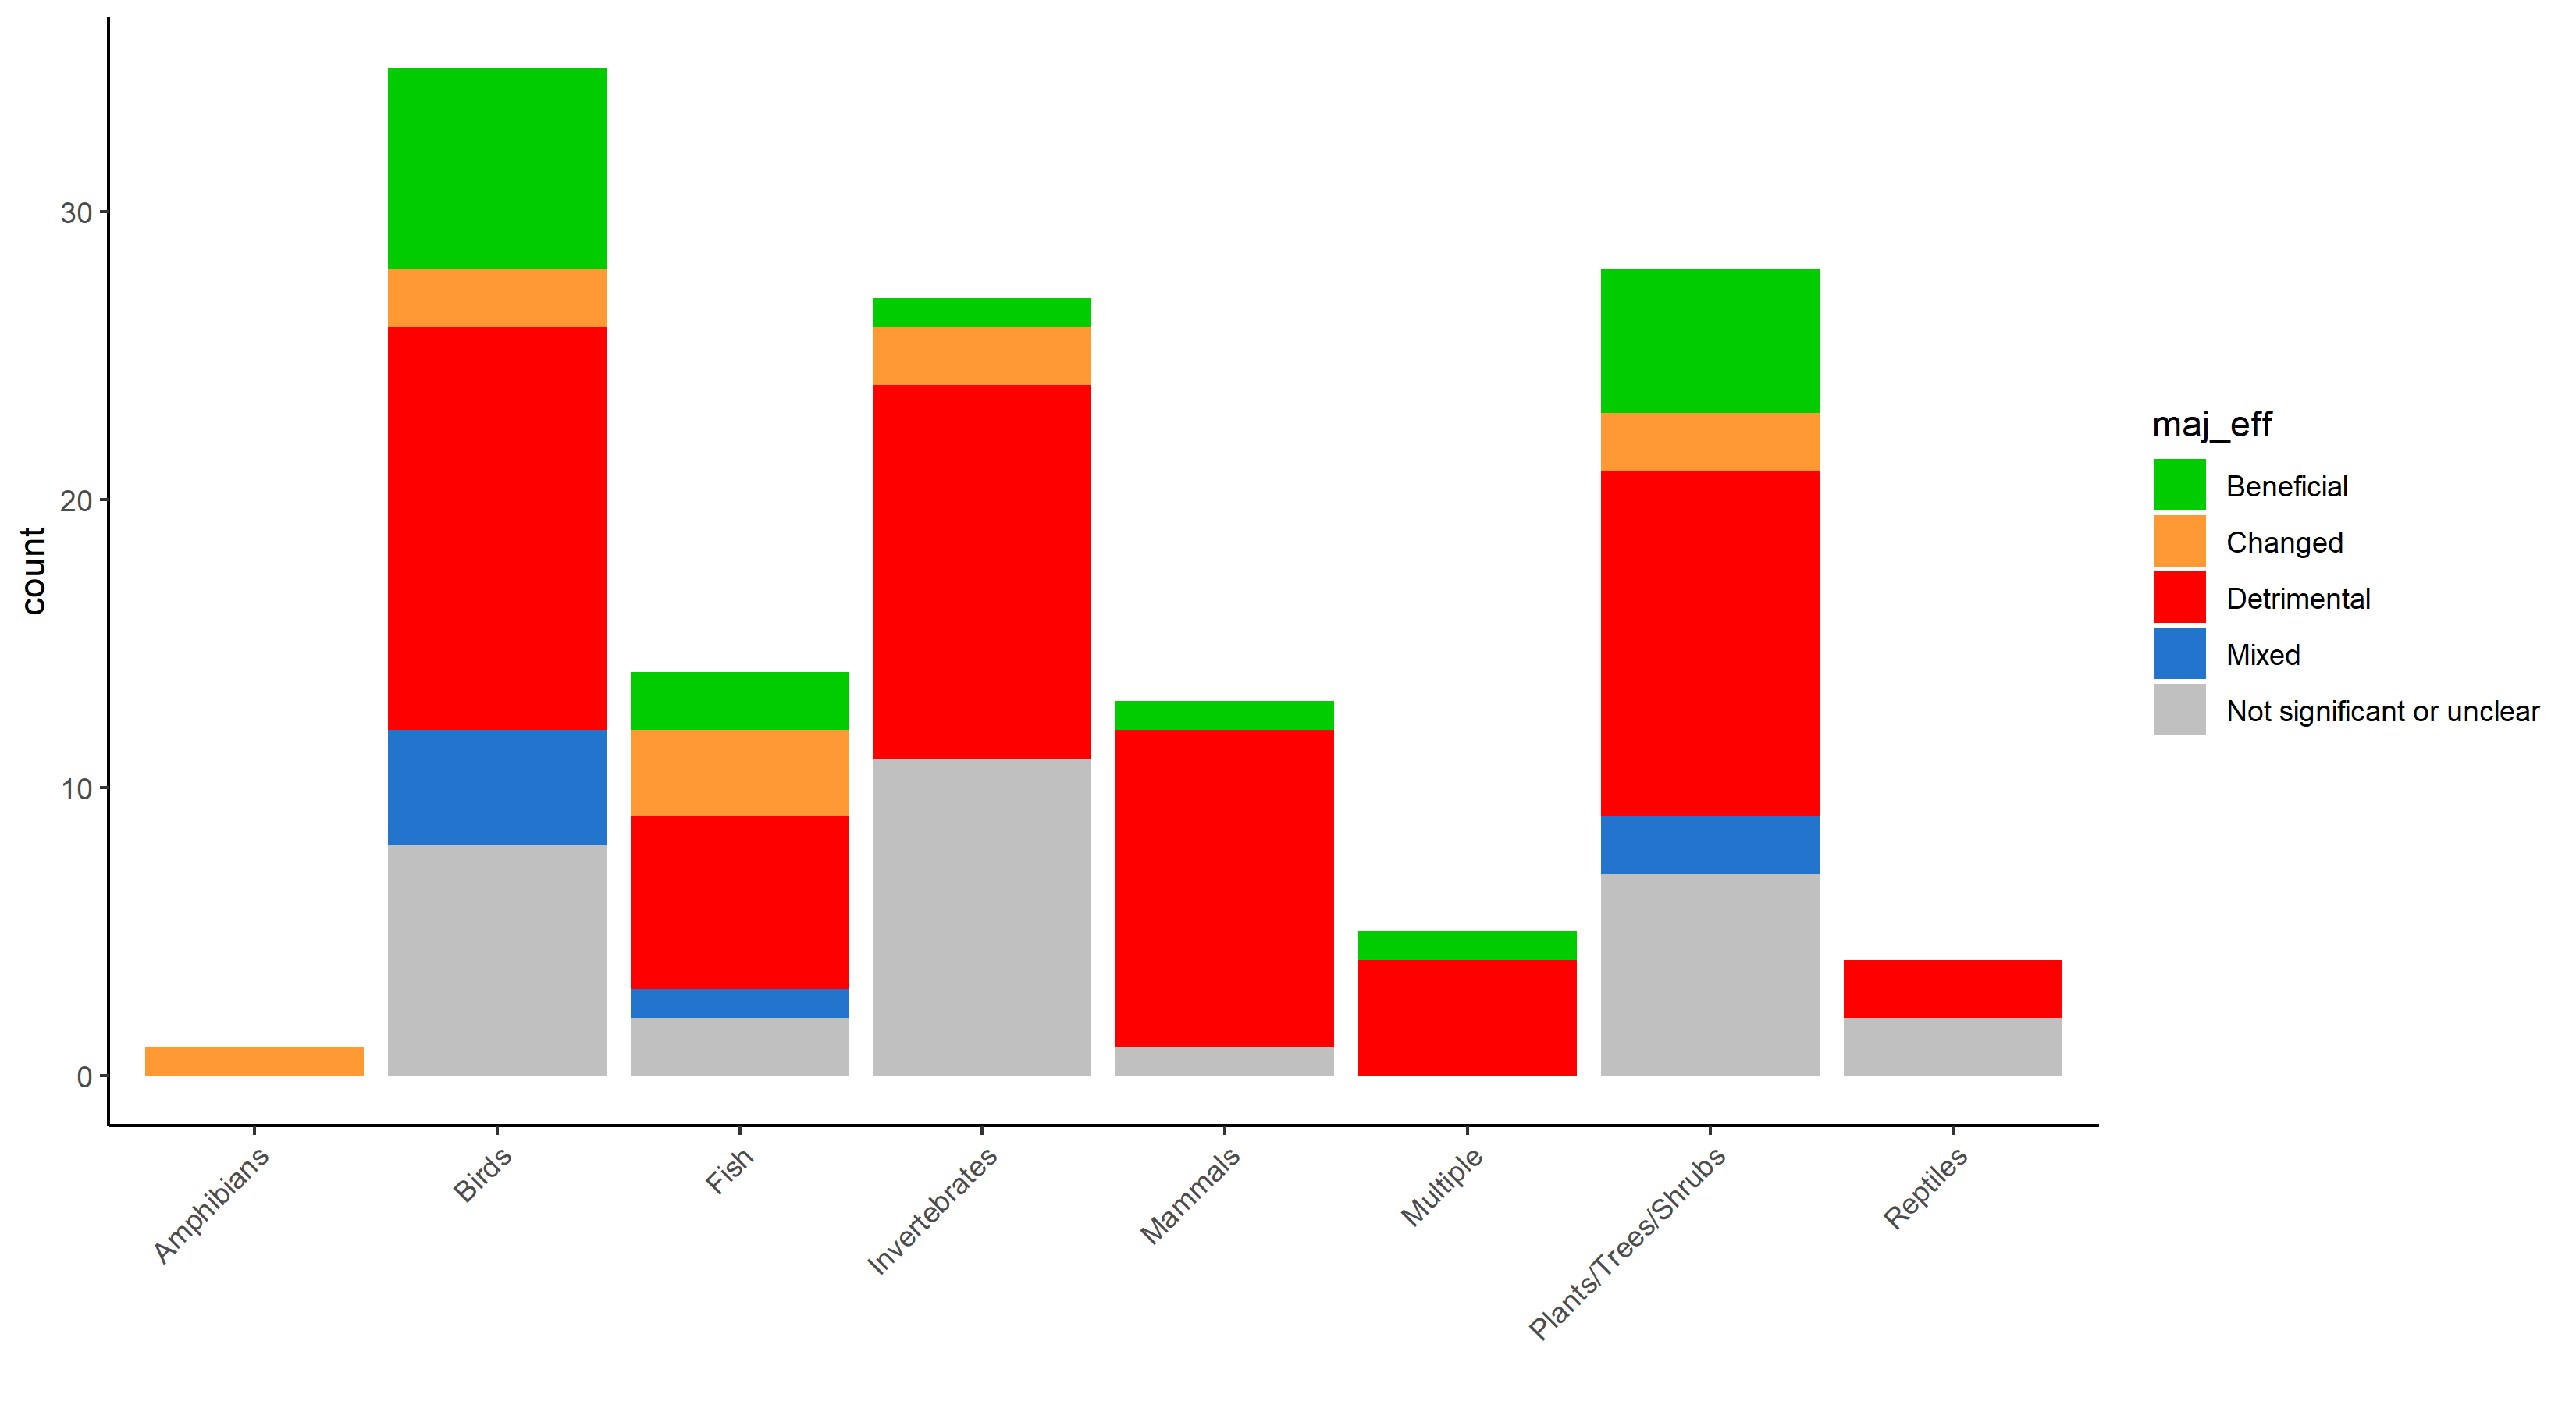 count
30
20
10
0
Amphibians
Birds
Fish
Invertebrates
Mammals
Multiple
Plants/Trees/Shrubs
Reptiles
maj_eff
Beneficial
Changed
Detrimental
Mixed
Not significant or unclear